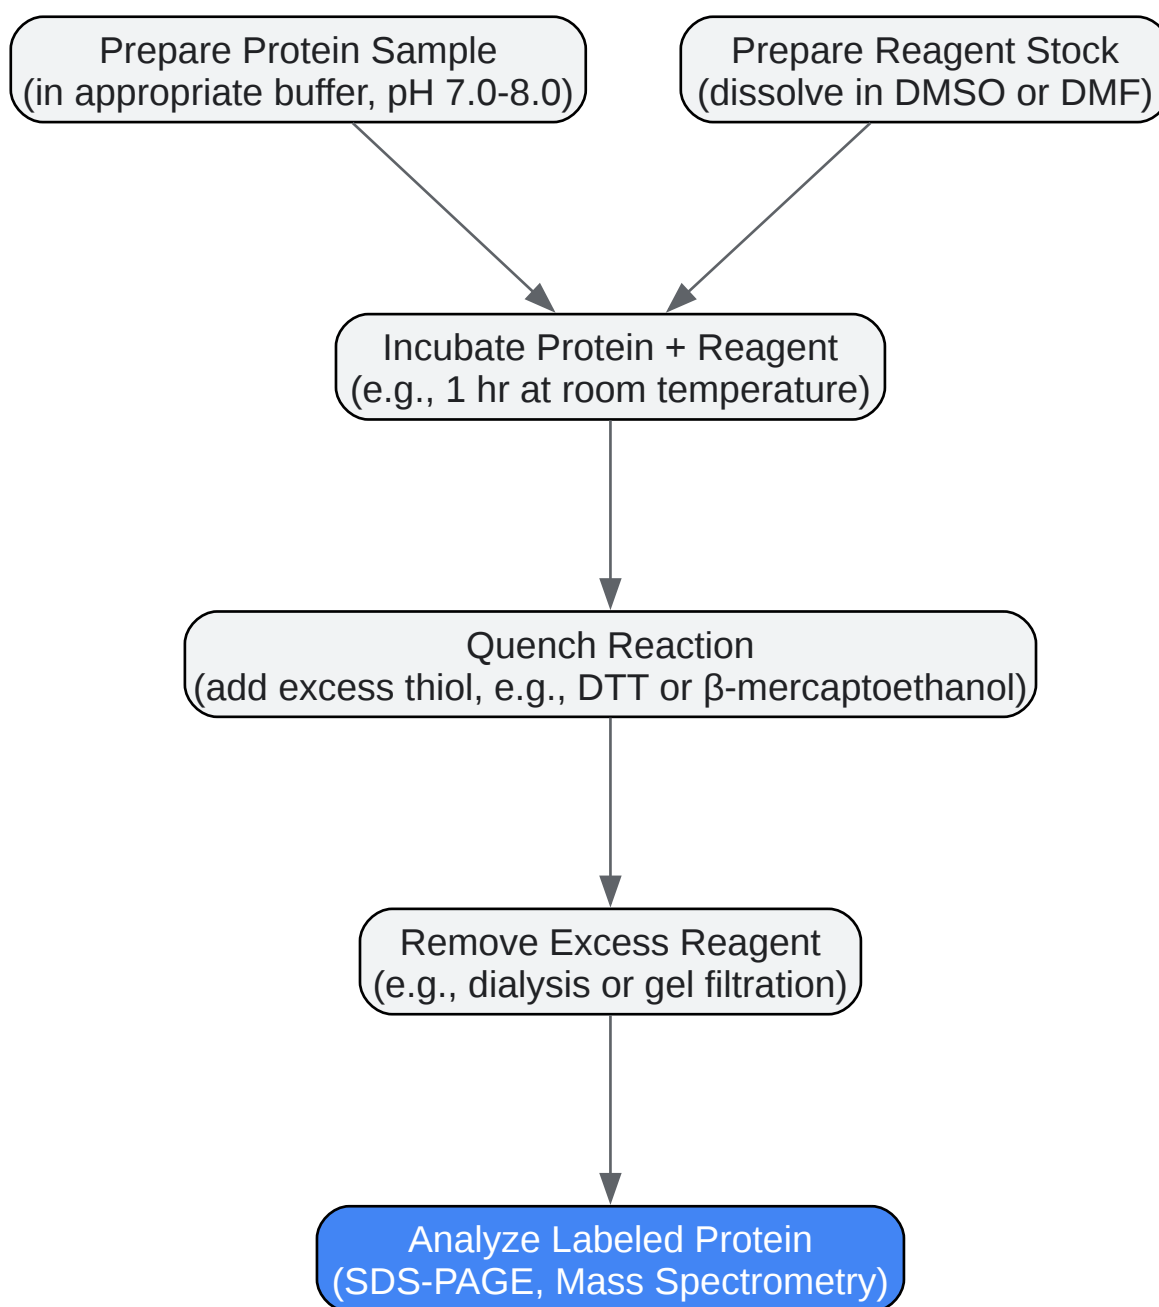 Prepare Protein Sample
(in appropriate buffer, pH 7.0-8.0)
Prepare Reagent Stock
(dissolve in DMSO or DMF)
Incubate Protein + Reagent
(e.g., 1 hr at room temperature)
Quench Reaction
(add excess thiol, e.g., DTT or β-mercaptoethanol)
Remove Excess Reagent
(e.g., dialysis or gel filtration)
Analyze Labeled Protein
(SDS-PAGE, Mass Spectrometry)